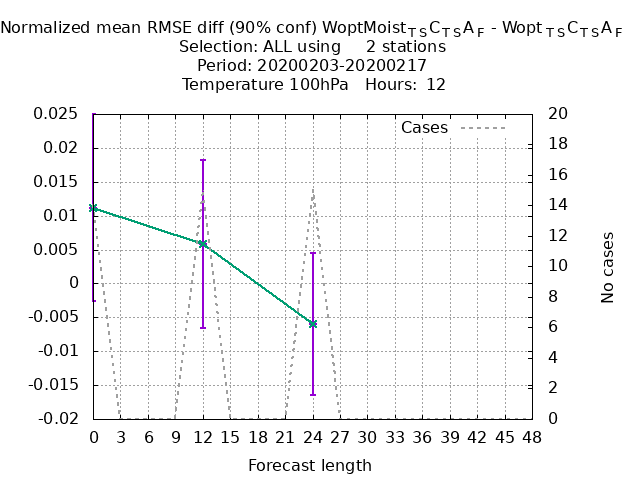 Normalized mean RMSE diff (90% conf) WoptMoist_TSC_TSA_F - Wopt_TSC_TSA_F
Selection: ALL using 2 stations
Period: 20200203-20200217
Temperature 100hPa Hours: 12
Cases
0.025
0.02
0.015
0.01
0.005
0
-0.005
-0.01
-0.015
-0.02
20
18
16
14
12
10
8
6
4
2
0
No cases
0 3 6 9 12 15 18 21 24 27 30 33 36 39 42 45 48
Forecast length